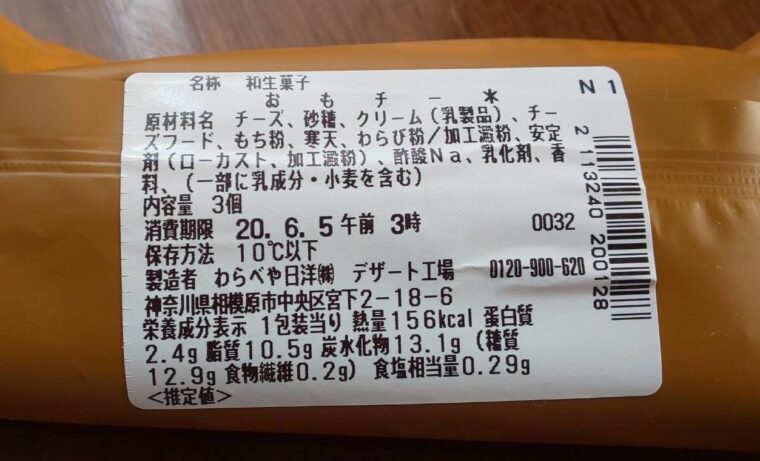 名称 和生菓子
N 1
おもチー*
原材料名 チーズ、砂糖、クリーム（乳製品）、チー
ズフード、もち粉、寒天、わらび粉/加工澱粉、安定
剤（ローカスト、加工澱粉）、酢酸Na、乳化剤、香
料、（一部に乳成分・小麦を含む）
内容量 3個
消費期限 20. 6. 5 午前 3時 0032
保存方法 10℃以下
製造者 わらべや日洋㈱ デザート工場 0120-900-620
神奈川県相模原市中央区宮下2-18-6
栄養成分表示 1包装当り 熱量156kcal 蛋白質
2.4g 脂質10.5g 炭水化物13.1g (糖質
12.9g 食物繊維0.2g) 食塩相当量0.29g
<推定値>
2 113240 200128